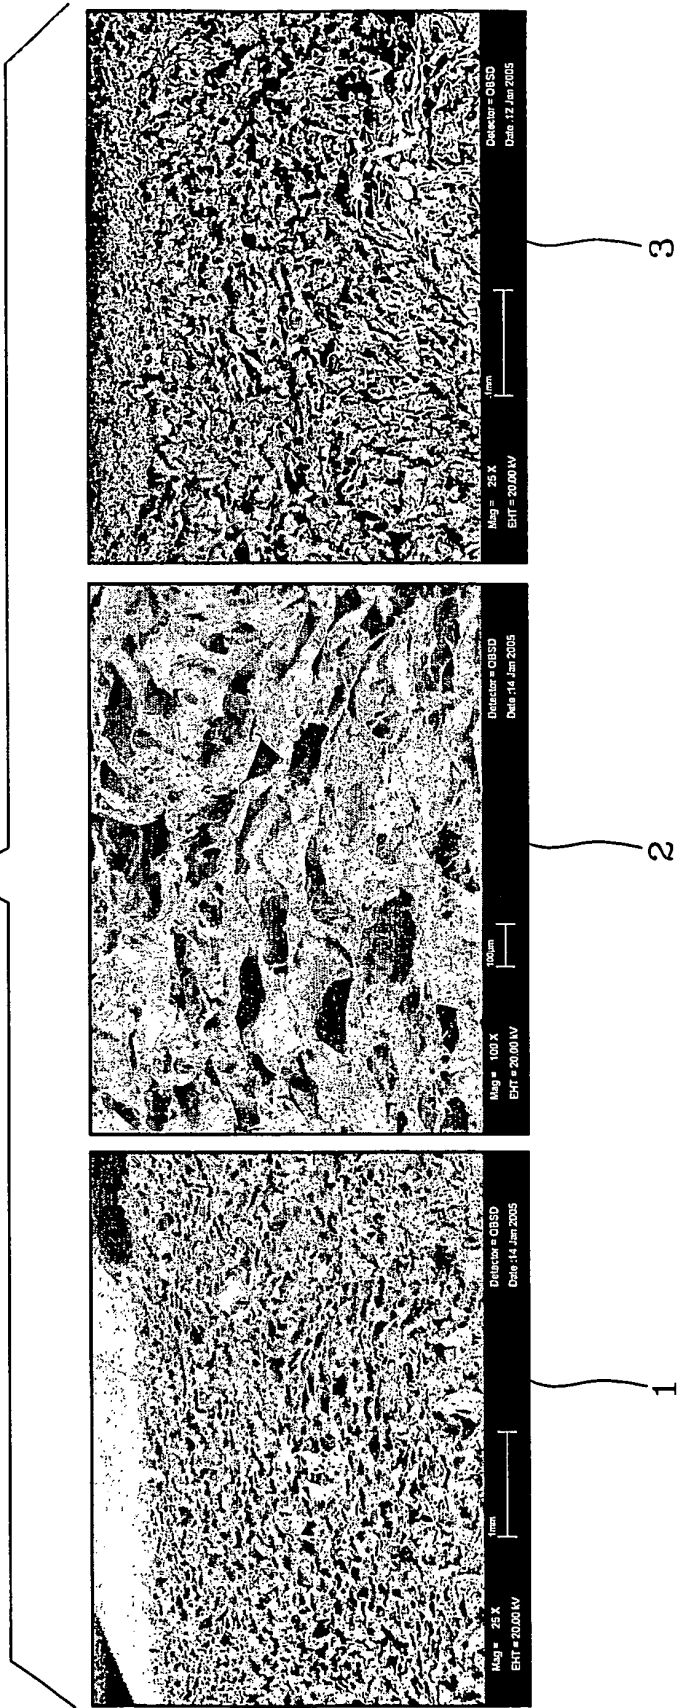 1mm
Mag = 25 X
Detector = QBSD
EHT = 20.00 kV
Date :14 Jan 2005
1
100µm
Mag = 100 X
Detector = QBSD
EHT = 20.00 kV
Date :14 Jan 2005
2
1mm
Mag = 25 X
Detector = QBSD
EHT = 20.00 kV
Date :12 Jan 2005
3